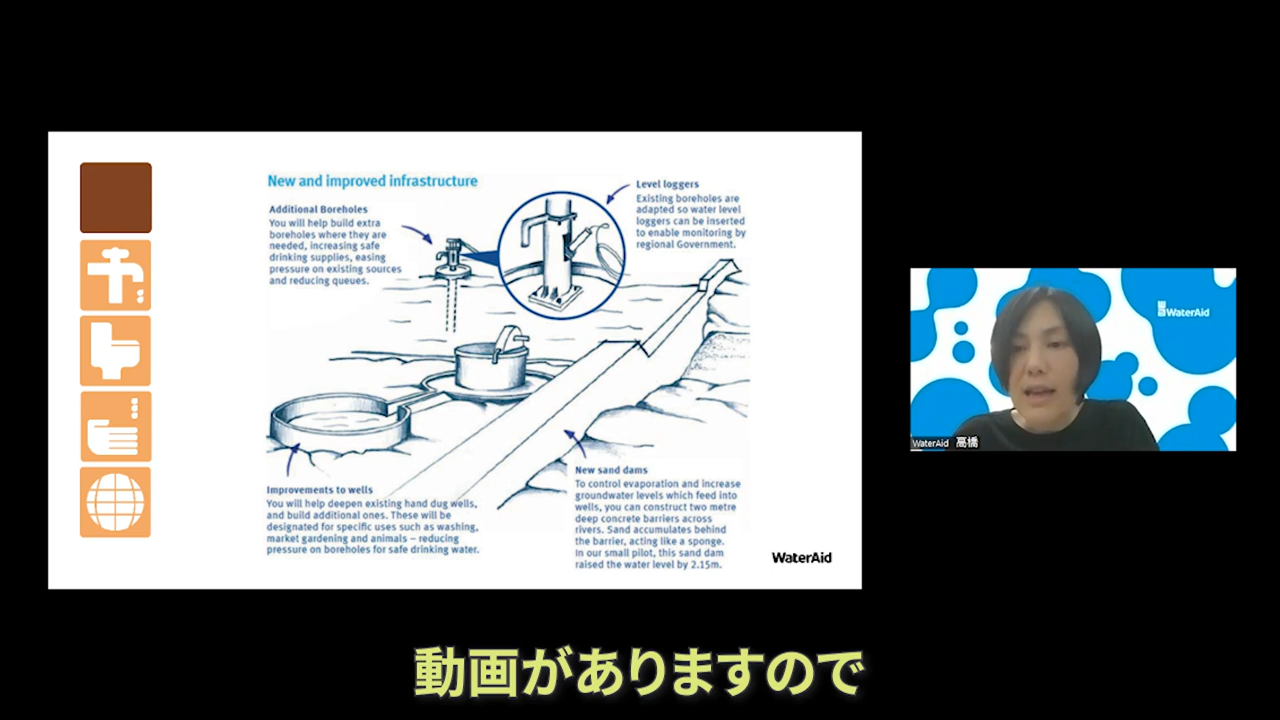 New and improved infrastructure
Additional Boreholes
You will help build extra
boreholes where they are
needed, increasing safe
drinking supplies, easing
pressure on existing sources
and reducing queues.
Level loggers
Existing boreholes are
adapted so water level
loggers can be inserted
to enable monitoring by
regional Government.
Improvements to wells
You will help deepen existing hand dug wells,
and build additional ones. These will be
designated for specific uses such as washing,
market gardening and animals – reducing
pressure on boreholes for safe drinking water.
New sand dams
To control evaporation and increase
groundwater levels which feed into
wells, you can construct two metre
deep concrete barriers across
rivers. Sand accumulates behind
the barrier, acting like a sponge.
In our small pilot, this sand dam
raised the water level by 2.15m.
WaterAid
WaterAid
WaterAid 高橋
動画がありますので